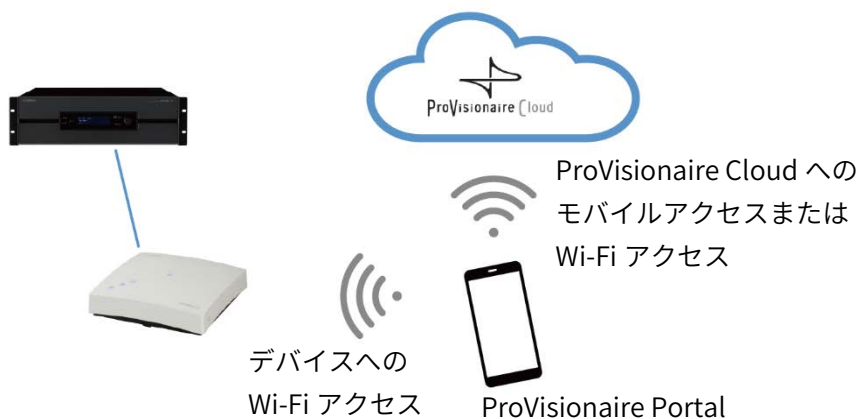 ProVisionaire Cloud
ProVisionaire Cloud への
モバイルアクセスまたは
Wi-Fi アクセス
デバイスへの
Wi-Fi アクセス
ProVisionaire Portal